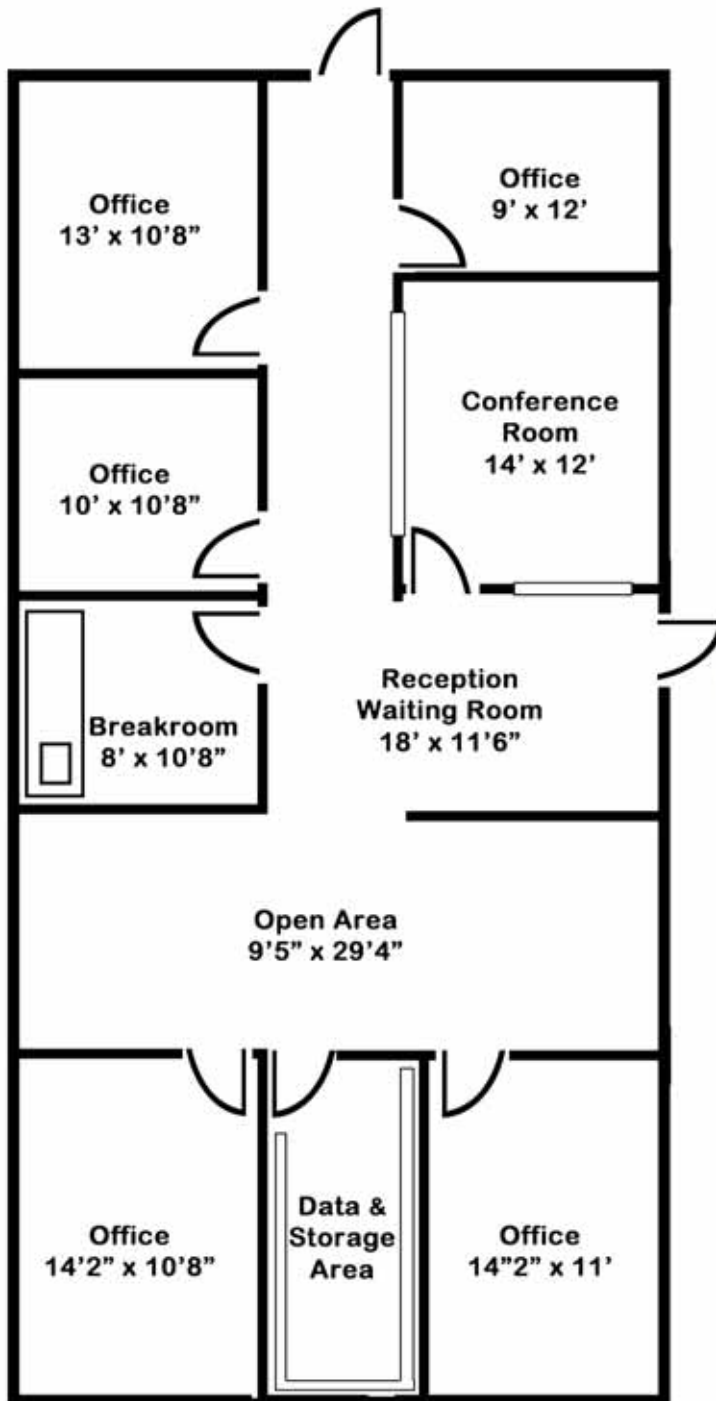 Office
13’ x 10’8”
Office
9’ x 12’
Conference
Room
14’ x 12’
Office
10’ x 10’8”
Reception
Waiting Room
18’ x 11’6”
Breakroom
8’ x 10’8”
Open Area
9’5” x 29’4”
Office
14’2” x 10’8”
Data &
Storage
Area
Office
14”2” x 11’